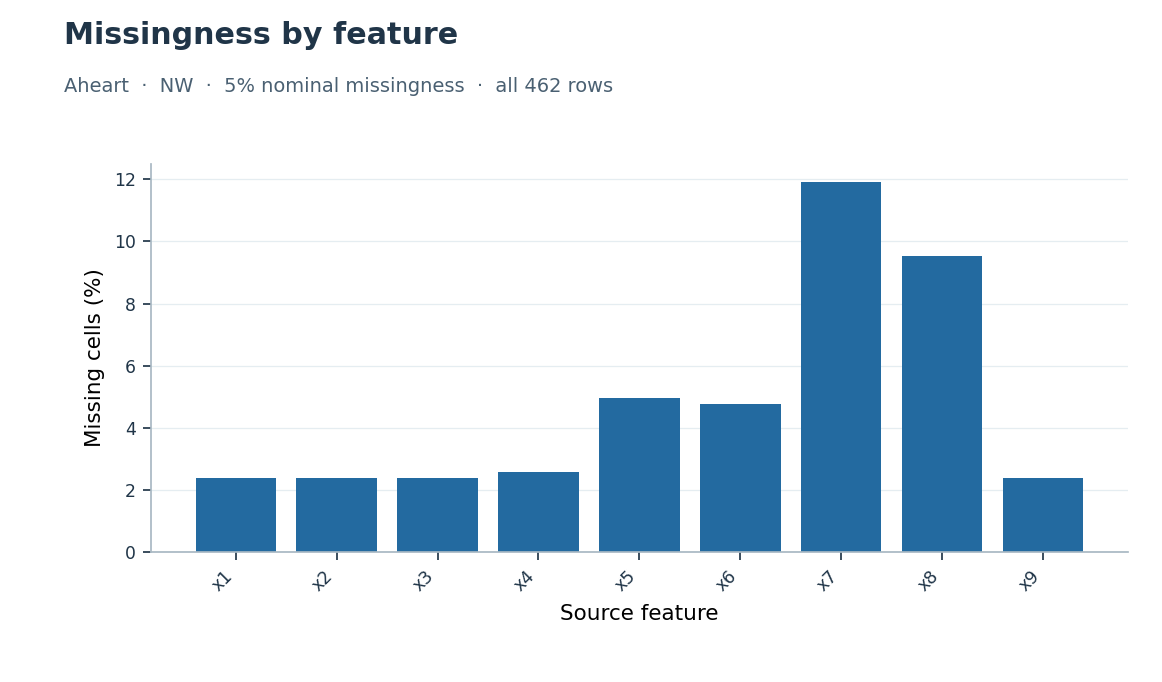 Missingness by feature
Aheart · NW · 5% nominal missingness · all 462 rows
Missing cells (%)
12
10
8
6
4
2
0
x1 x2 x3 x4 x5 x6 x7 x8 x9
Source feature